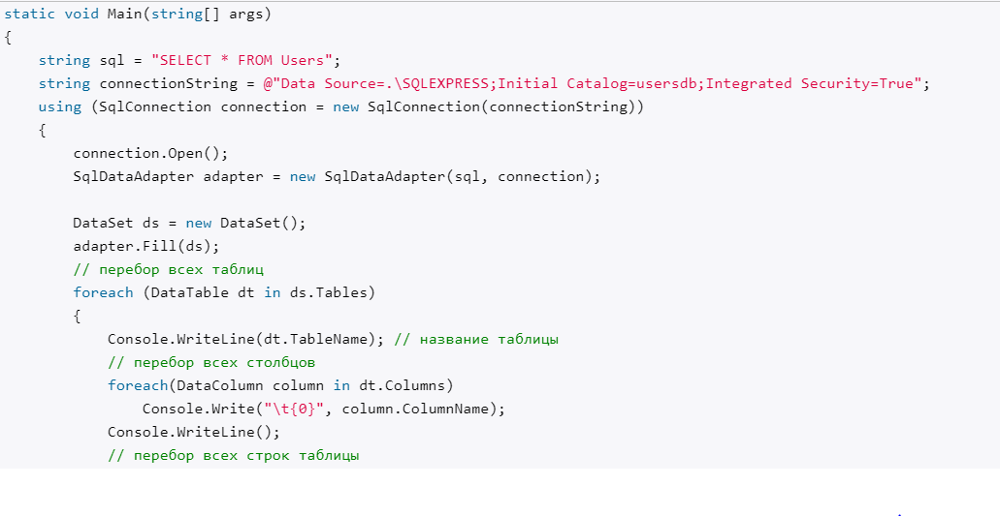 static void Main(string[] args)
{
    string sql = "SELECT * FROM Users";
    string connectionString = @"Data Source=.\SQLEXPRESS;Initial Catalog=usersdb;Integrated Security=True";
    using (SqlConnection connection = new SqlConnection(connectionString))
    {
        connection.Open();
        SqlDataAdapter adapter = new SqlDataAdapter(sql, connection);

        DataSet ds = new DataSet();
        adapter.Fill(ds);
        // перебор всех таблиц
        foreach (DataTable dt in ds.Tables)
        {
            Console.WriteLine(dt.TableName); // название таблицы
            // перебор всех столбцов
            foreach(DataColumn column in dt.Columns)
                Console.Write("\t{0}", column.ColumnName);
            Console.WriteLine();
            // перебор всех строк таблицы